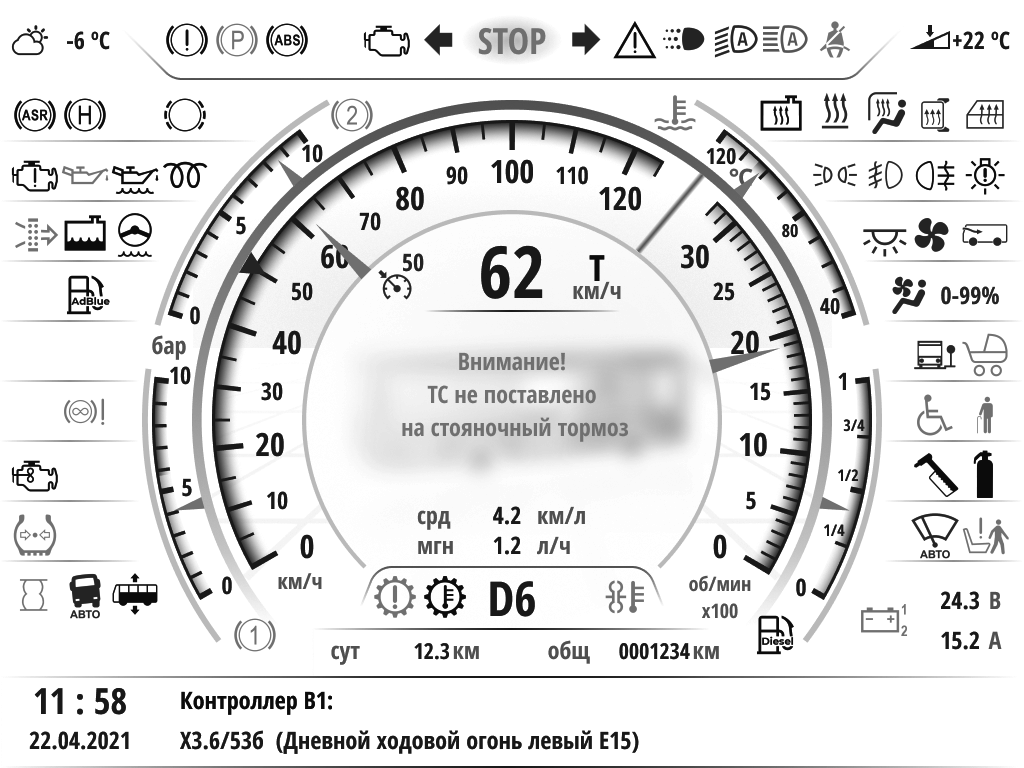 -6 ºC
P
ABS
STOP
A
A
+22 ºC
ASR
H
2
10
5
0
бар
90
100
110
80
120
70
60
50
50
40
30
20
10
0
км/ч
62
Т
км/ч
120
ºC
80
40
30
25
20
15
10
5
0
об/мин
x100
AdBlue
0-99%
Внимание!
ТС не поставлено
на стояночный тормоз
10
5
0
1
3/4
1/2
1/4
0
срд 4.2 км/л
мгн 1.2 л/ч
АВТО
АВТО
D6
1
Diesel
1
2
24.3 В
15.2 А
сут 12.3 км общ 0001234 км
11 : 58 Контроллер В1:
22.04.2021 X3.6/53б (Дневной ходовой огонь левый Е15)